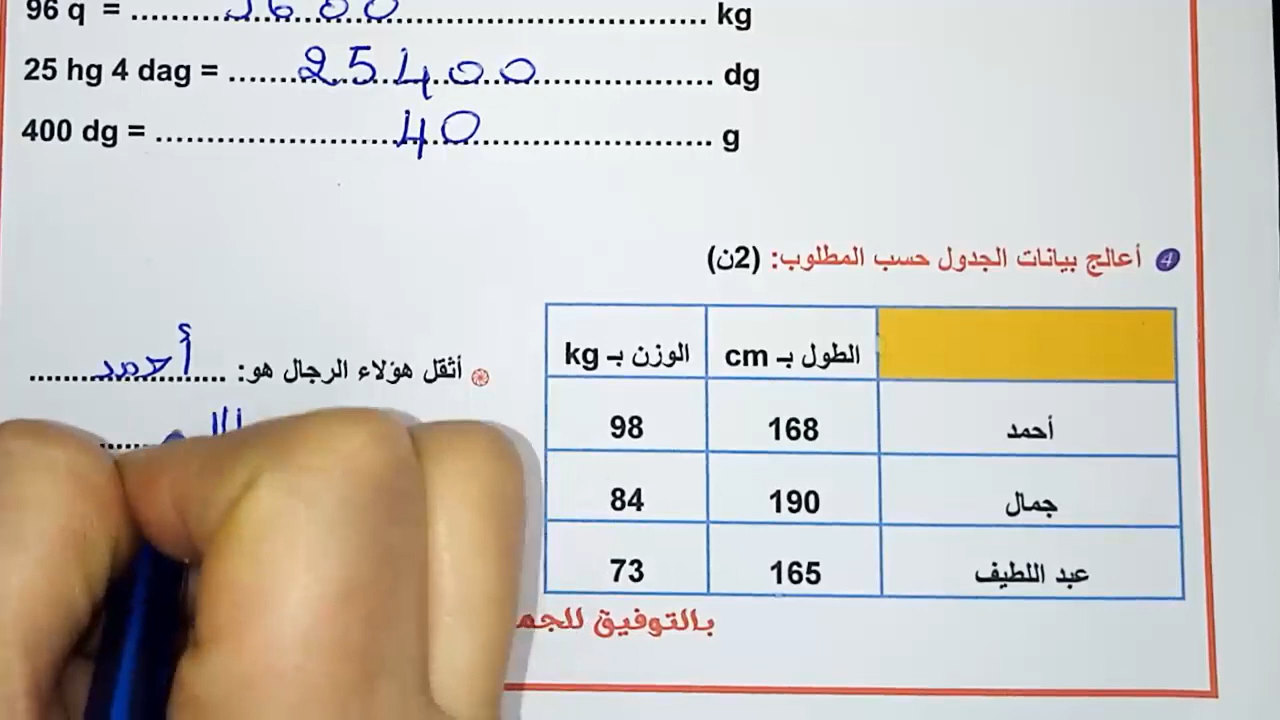 96 q = ........9600........ kg
25 hg 4 dag = ........25400........ dg
400 dg = ........40........ g
4 أعالج بيانات الجدول حسب المطلوب: (2ن)
الطول بـ cm الوزن بـ kg
أحمد 168 98
جمال 190 84
عبد اللطيف 165 73
أثقل هؤلاء الرجال هو: أحمد
بالتوفيق